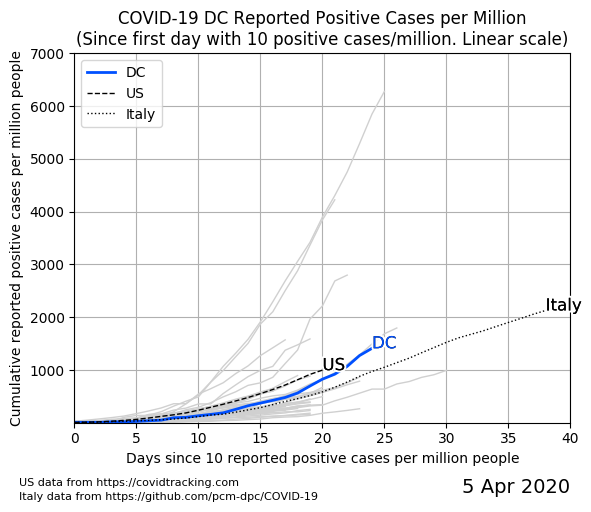 COVID-19 DC Reported Positive Cases per Million
(Since first day with 10 positive cases/million. Linear scale)
Cumulative reported positive cases per million people
7000
6000
5000
4000
3000
2000
1000
DC
US
Italy
Italy
DC
US
0
5
10
15
20
25
30
35
40
Days since 10 reported positive cases per million people
US data from https://covidtracking.com
Italy data from https://github.com/pcm-dpc/COVID-19
5 Apr 2020